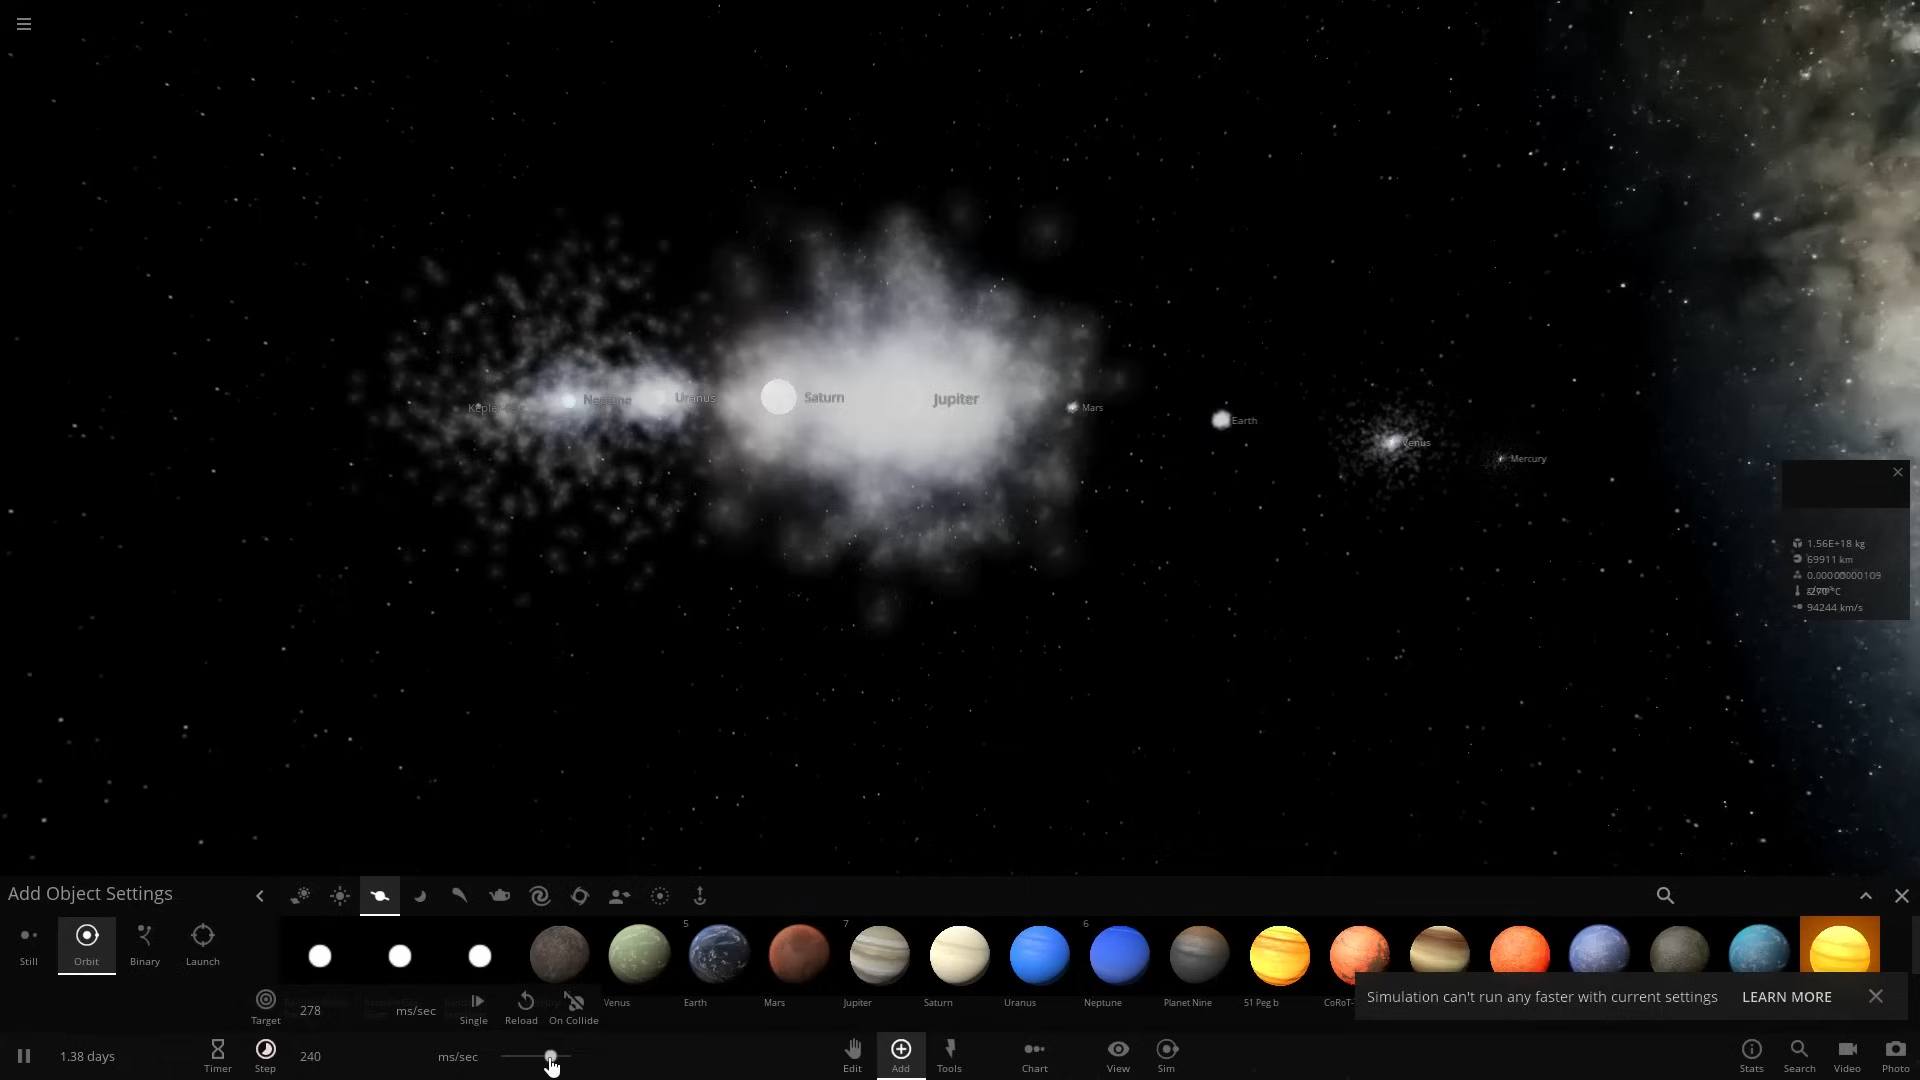 Neptune
Uranus
Saturn
Jupiter
Mars
Earth
Venus
Mercury
1.56E+18 kg
69911 km
94244 km/s
Add Object Settings
Still
Orbit
Binary
Launch
5
7
6
Venus
Earth
Mars
Jupiter
Saturn
Uranus
Neptune
Planet Nine
51 Peg b
Simulation can't run any faster with current settings
LEARN MORE
Target
278
ms/sec
Single
Reload
On Collide
1.38 days
Timer
Step
240
ms/sec
Edit
Add
Tools
Chart
View
Sim
Stats
Search
Video
Photo